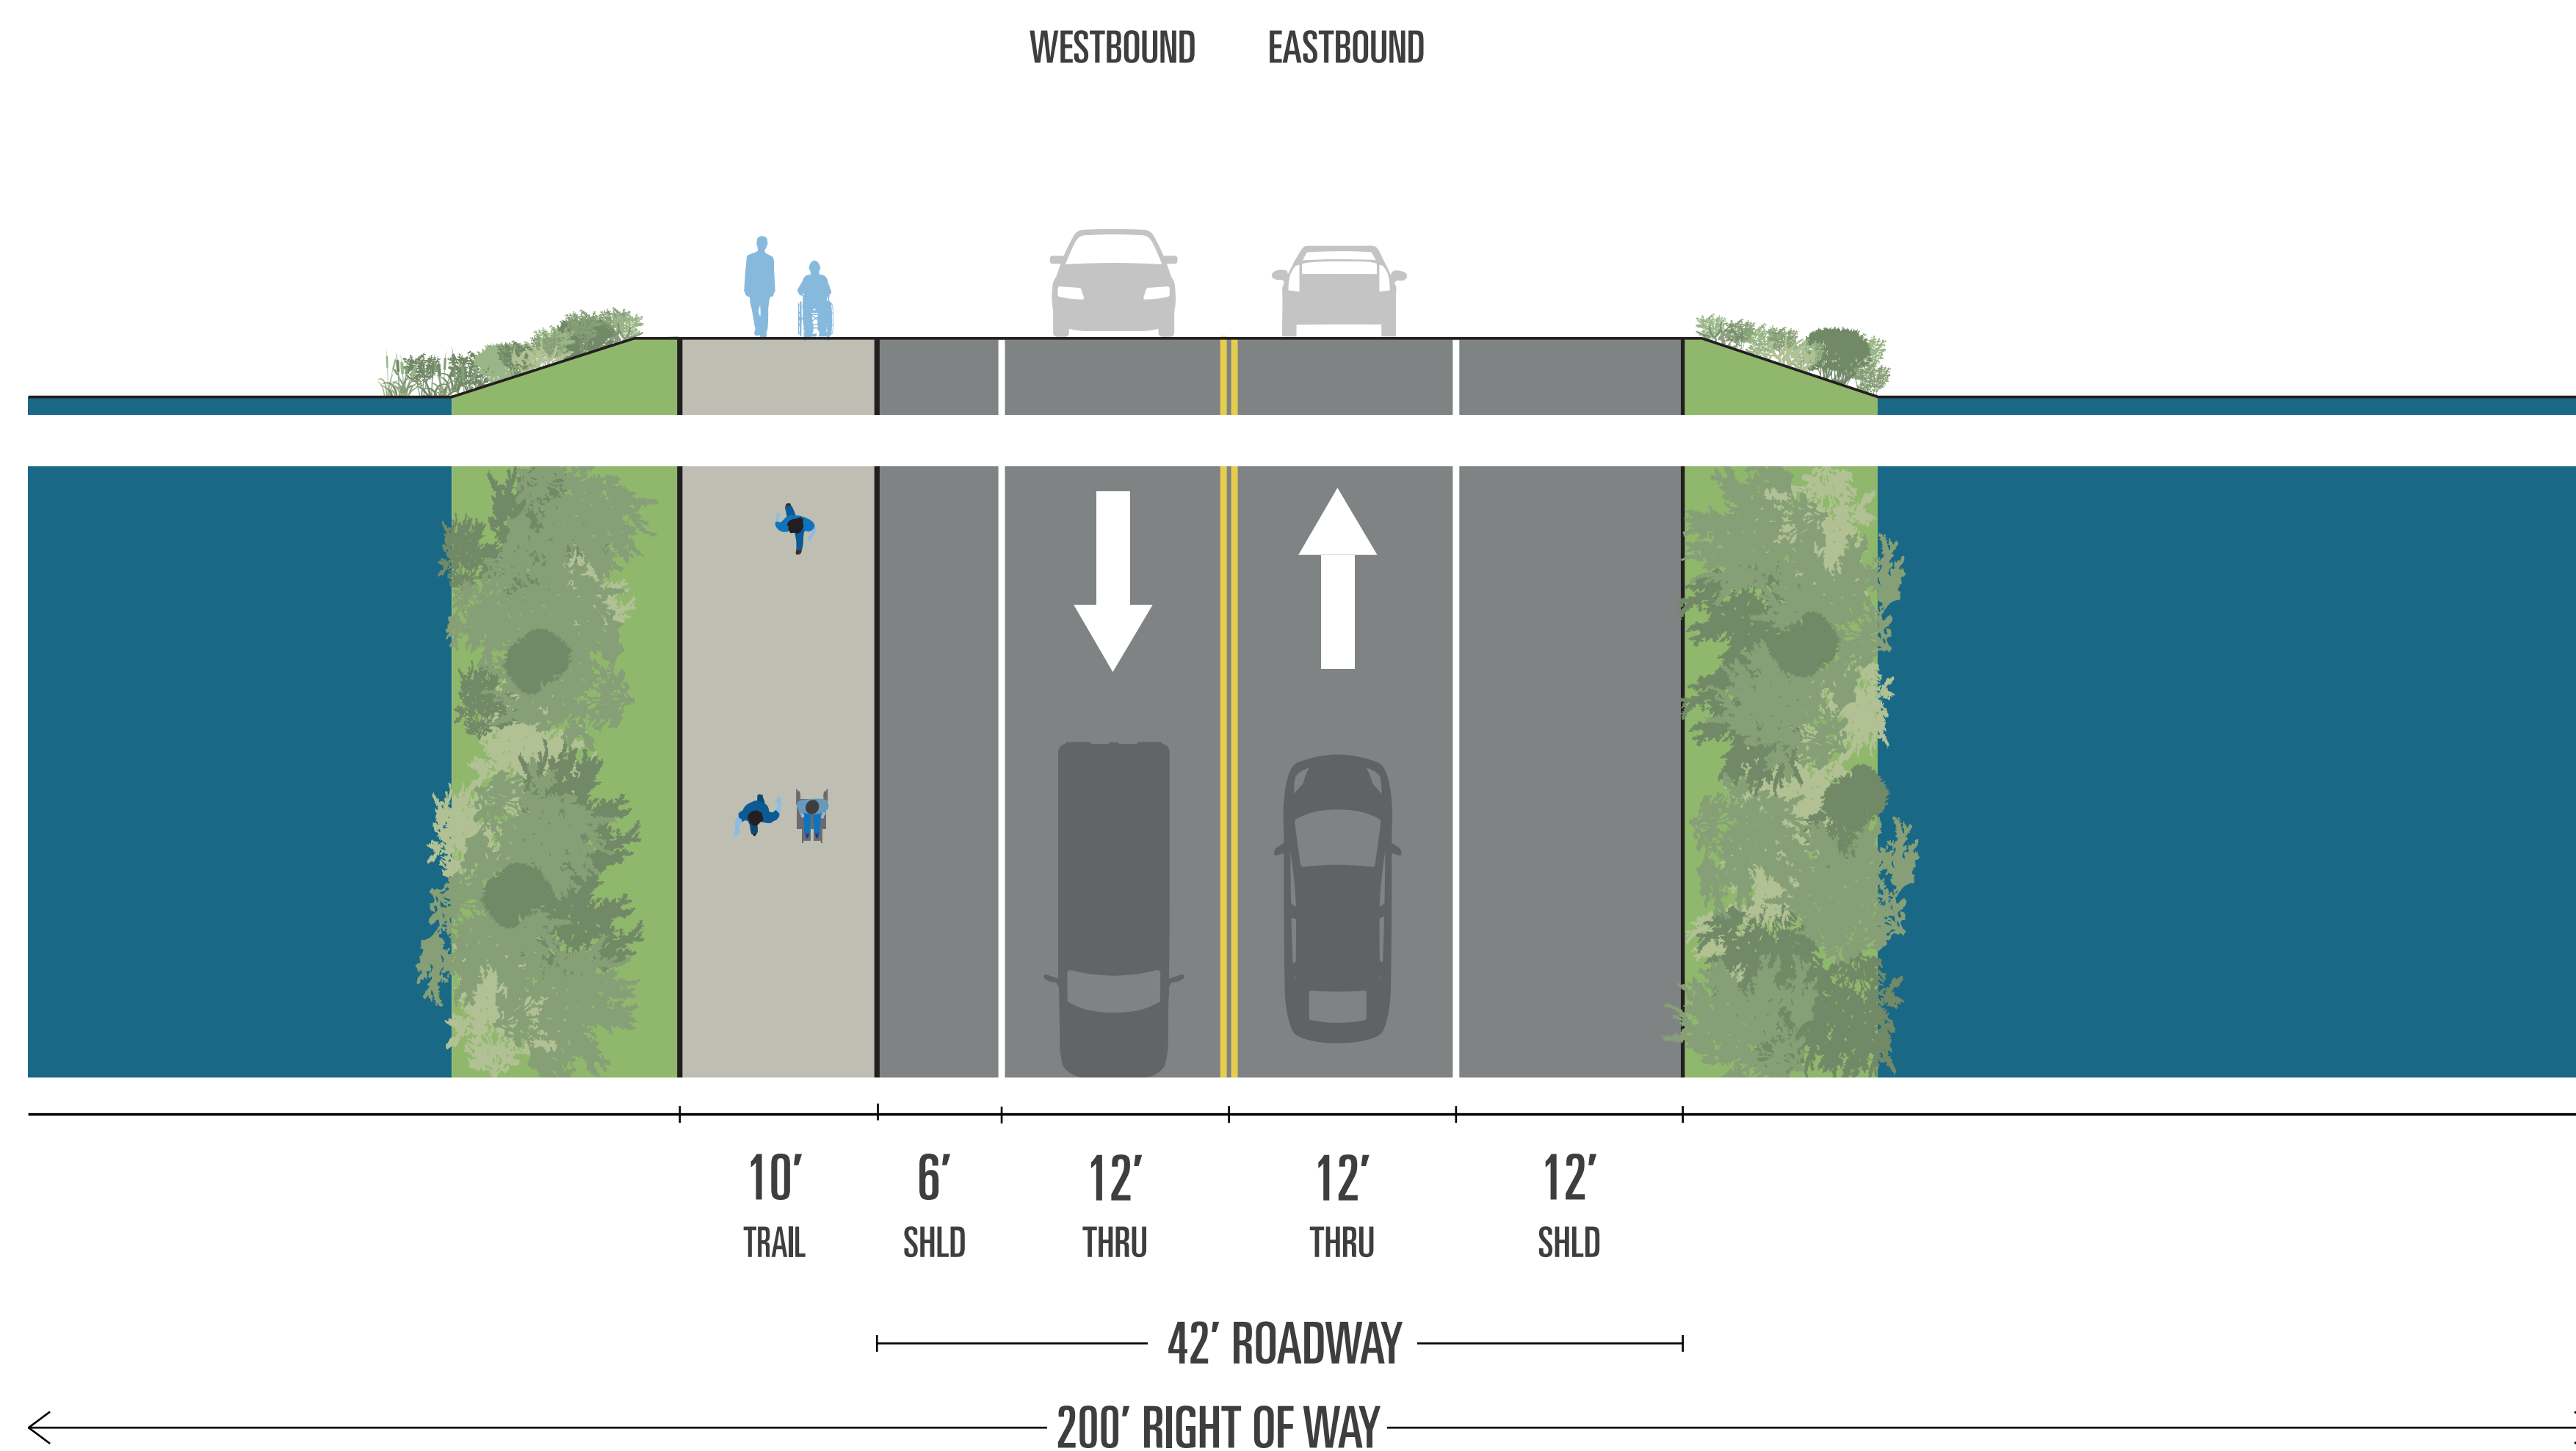 WESTBOUND EASTBOUND
10′ 6′ 12′ 12′ 12′
TRAIL SHLD THRU THRU SHLD
42′ ROADWAY
200′ RIGHT OF WAY